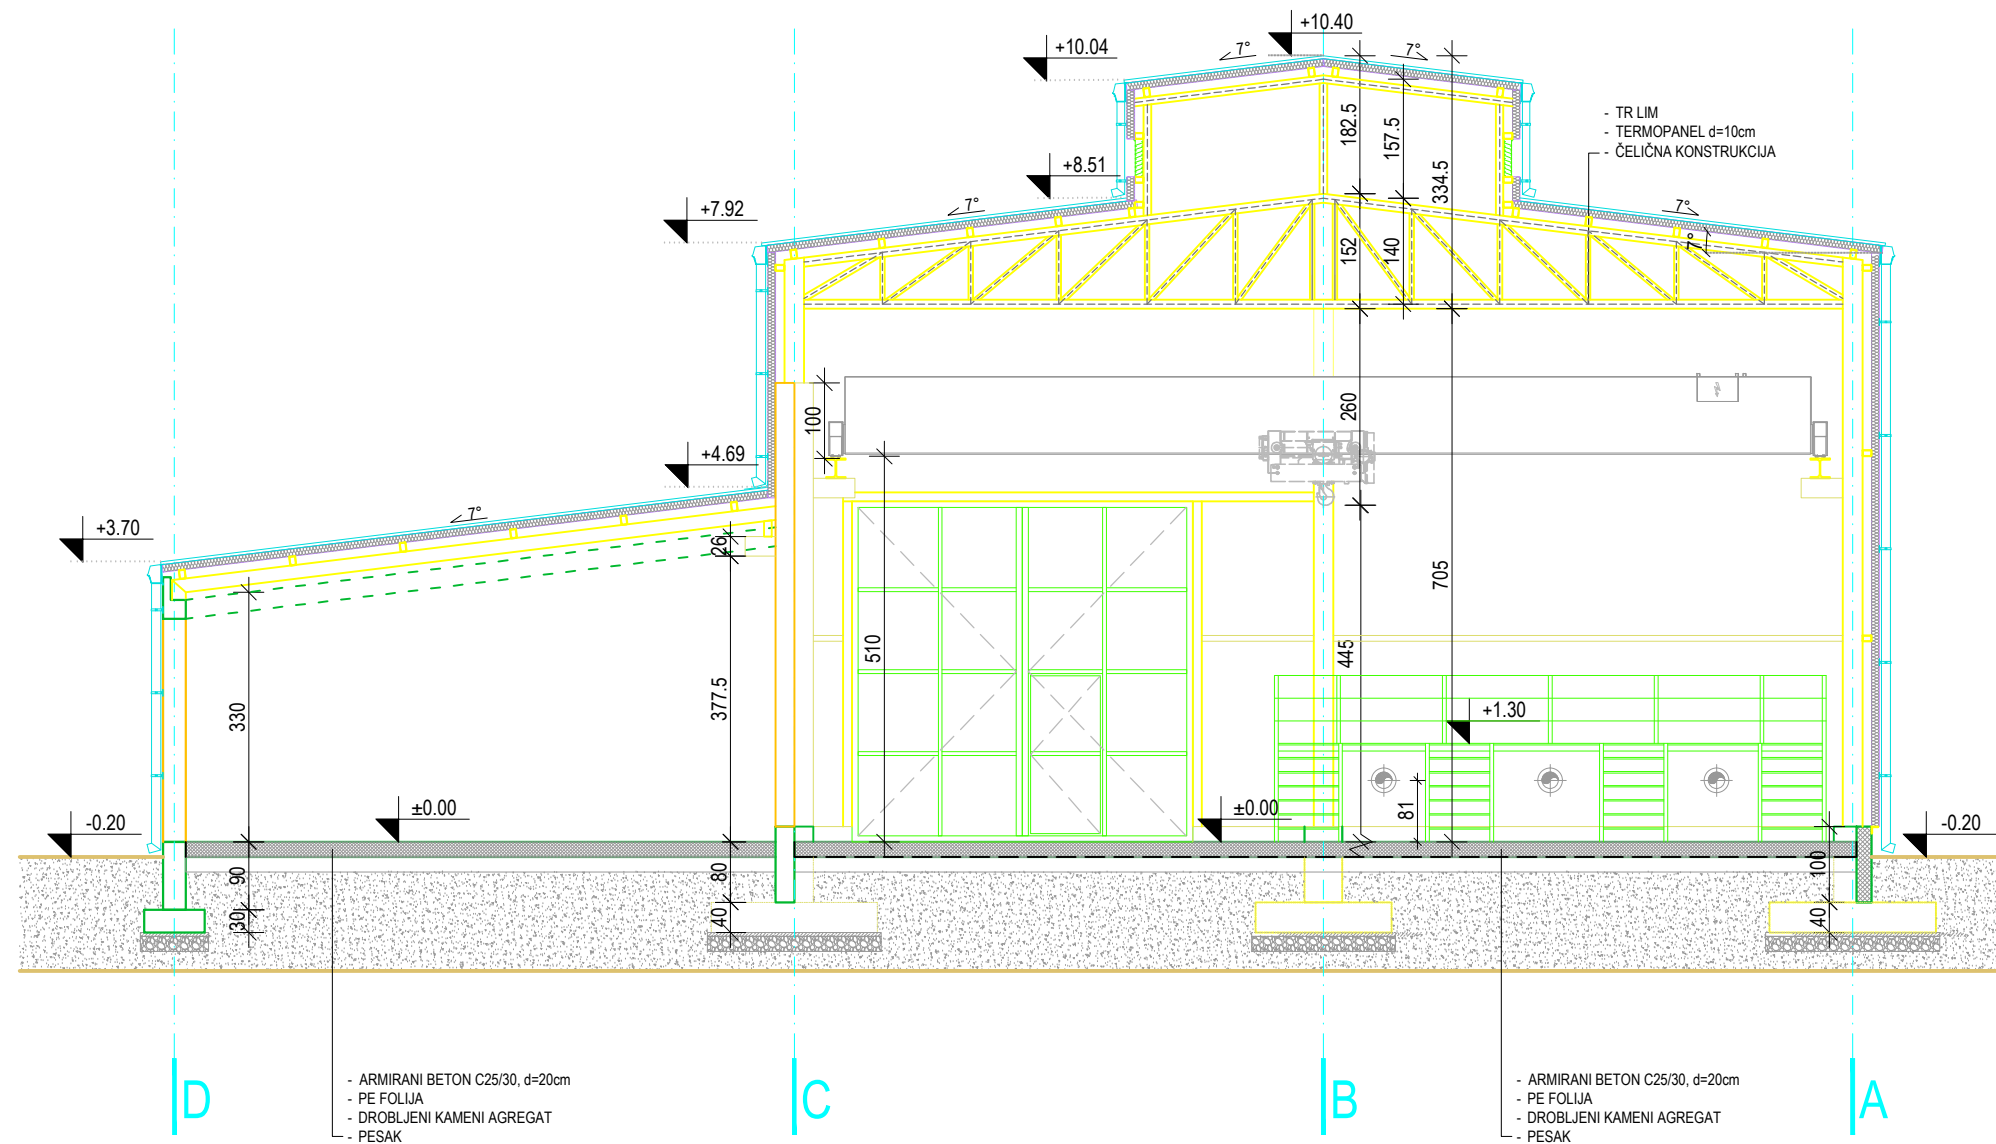 +10.40
+10.04
7°
7°
182.5
157.5
334.5
- TR LIM
- TERMOPANEL d=10cm
- ČELIČNA KONSTRUKCIJA
+8.51
+7.92
7°
7°
7°
152
140
100
260
+4.69
7°
+3.70
26
705
510
445
377.5
330
+1.30
81
-0.20
±0.00
±0.00
-0.20
90
80
100
30
40
40
- ARMIRANI BETON C25/30, d=20cm
- PE FOLIJA
- DROBLJENI KAMENI AGREGAT
- PESAK
- ARMIRANI BETON C25/30, d=20cm
- PE FOLIJA
- DROBLJENI KAMENI AGREGAT
- PESAK
D
C
B
A